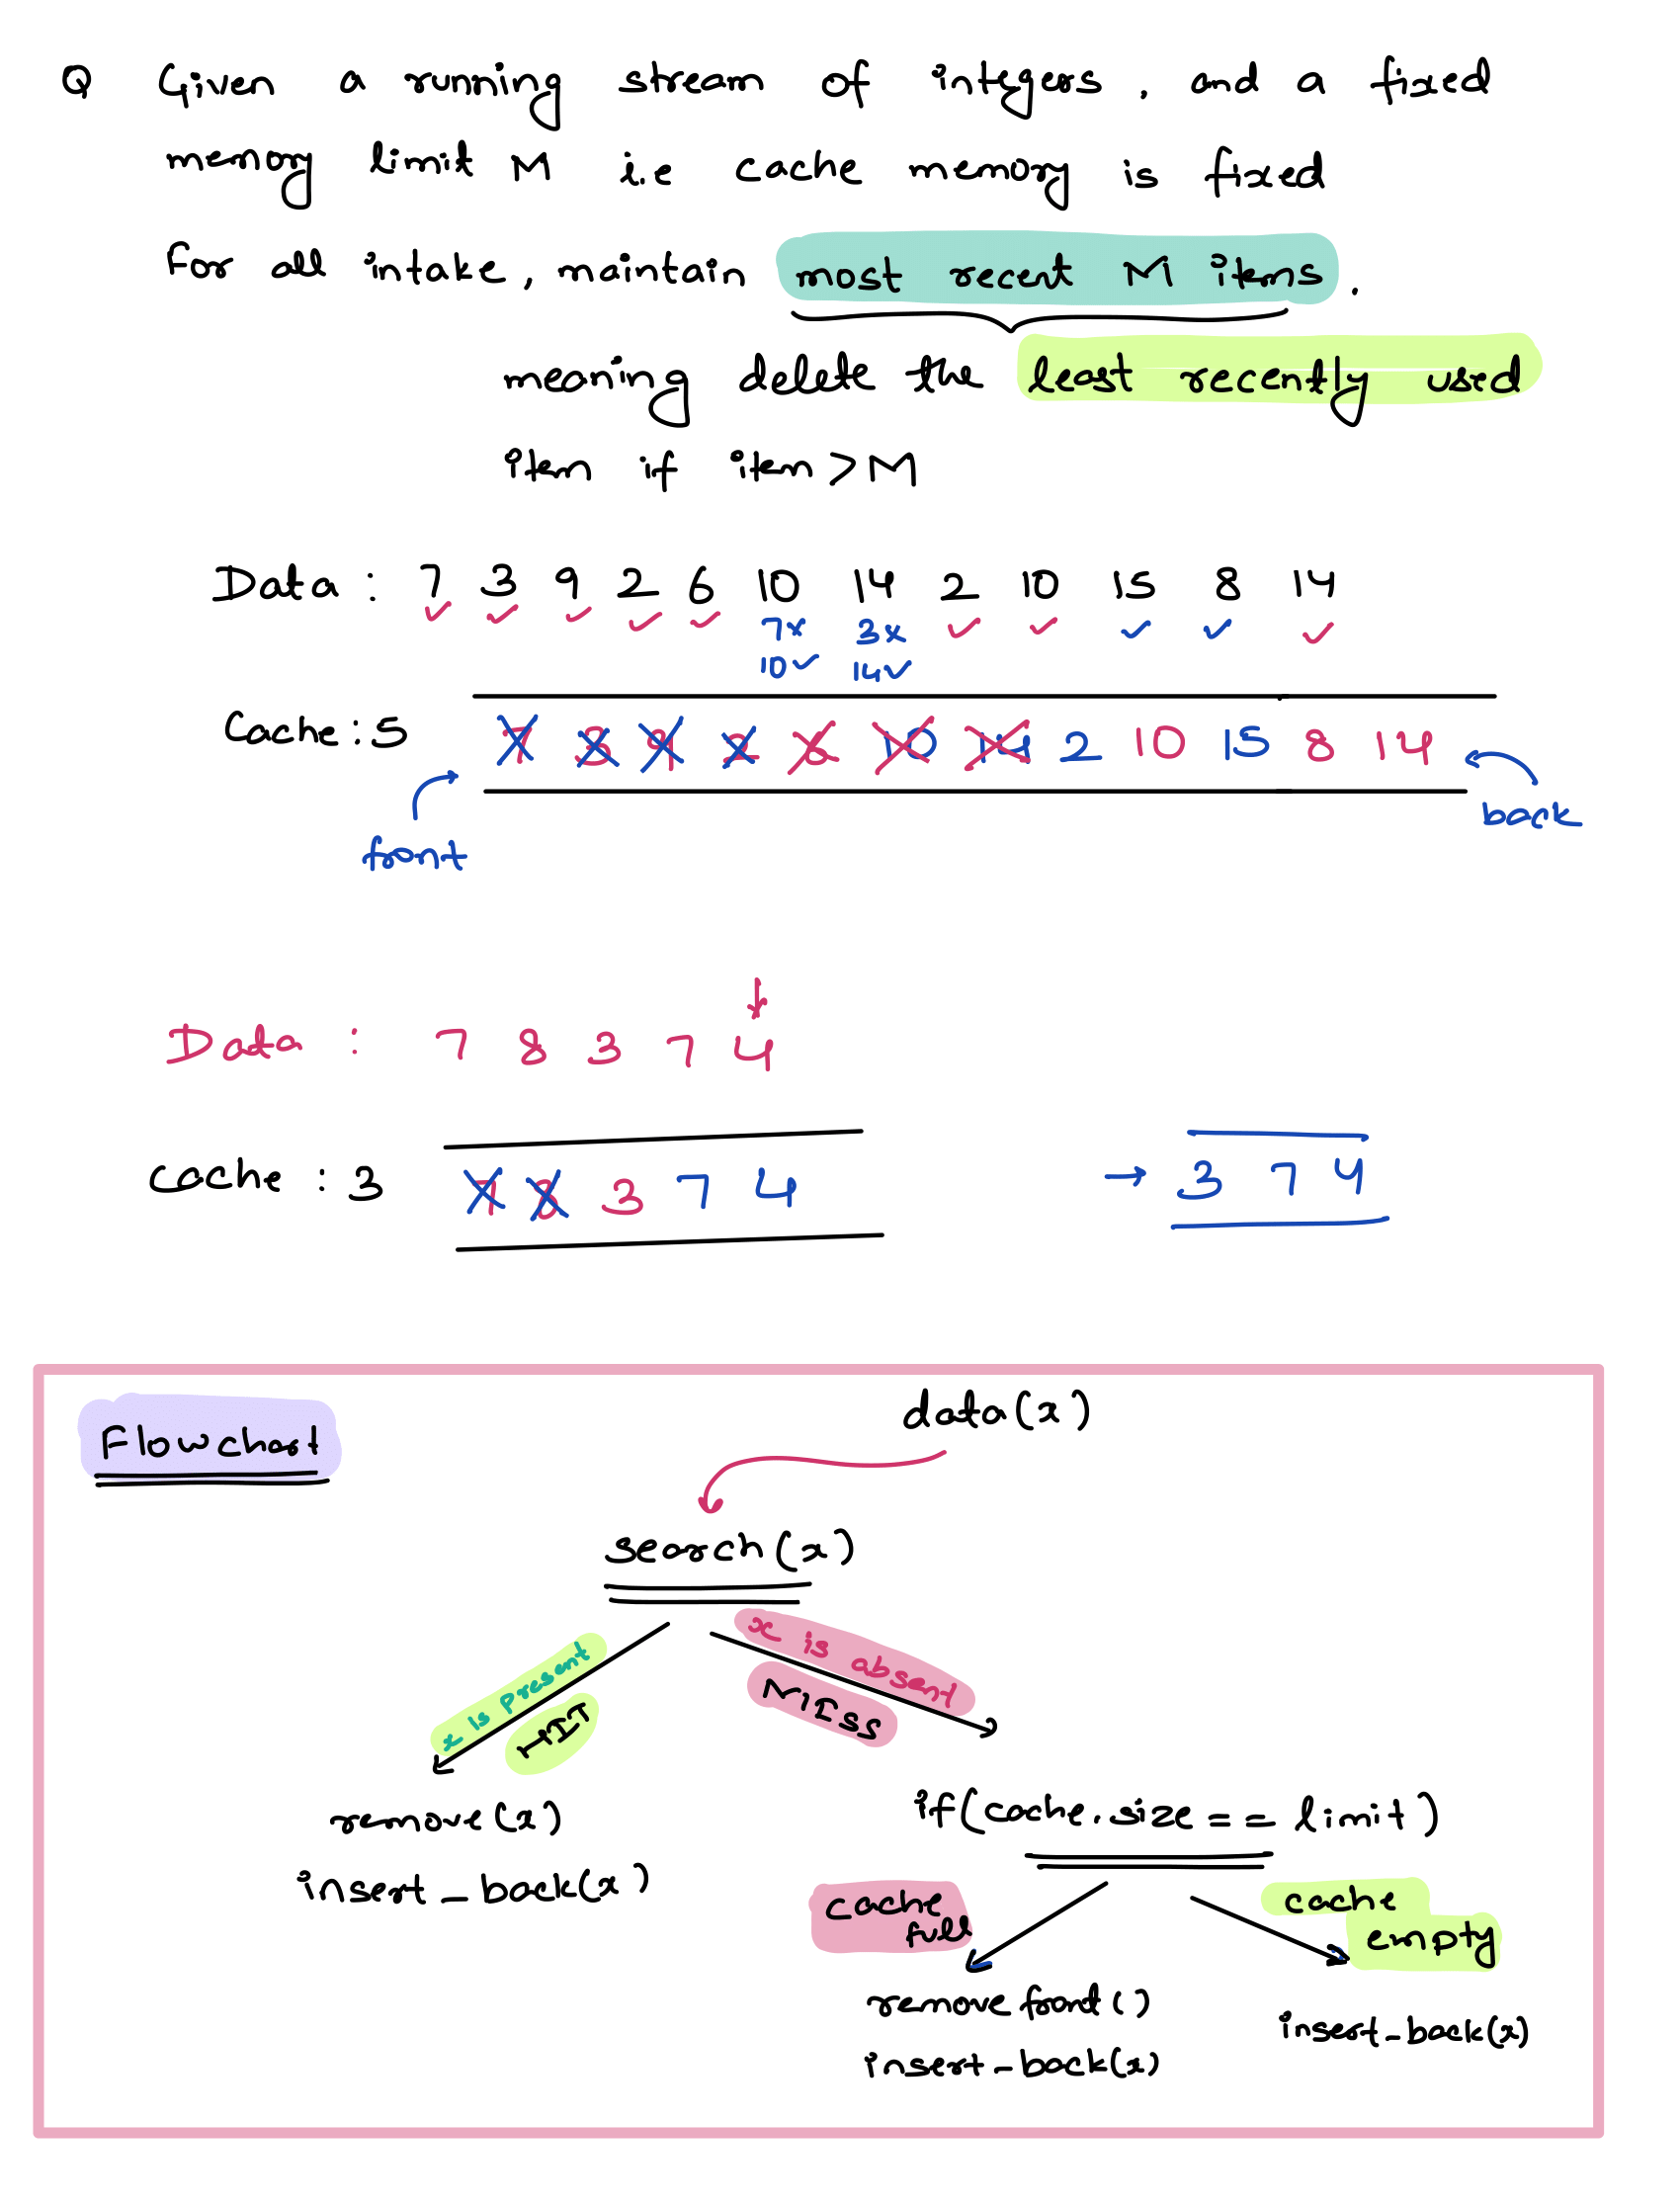 Q Given a running stream of integers, and a fixed
memory limit M i.e cache memory is fixed
For all intake, maintain most recent M items.
meaning delete the least recently used
item if item > M
Data : 7 3 9 2 6 10 14 2 10 15 8 14
✓ ✓ ✓ ✓ ✓ 7x 3x ✓ ✓ ✓ ✓ ✓
10✓ 14✓
Cache : 5 7 3 9 2 6 10 14 2 10 15 8 14
front
back
Data : 7 8 3 7 4
cache : 3 7 8 3 7 4 → 3 7 4
Flowchart
data(x)
search(x)
x is present
HIT
x is absent
MISS
remove(x)
insert_back(x)
if(cache.size == limit)
cache
full
cache
empty
removefront()
insert_back(x)
insert_back(x)